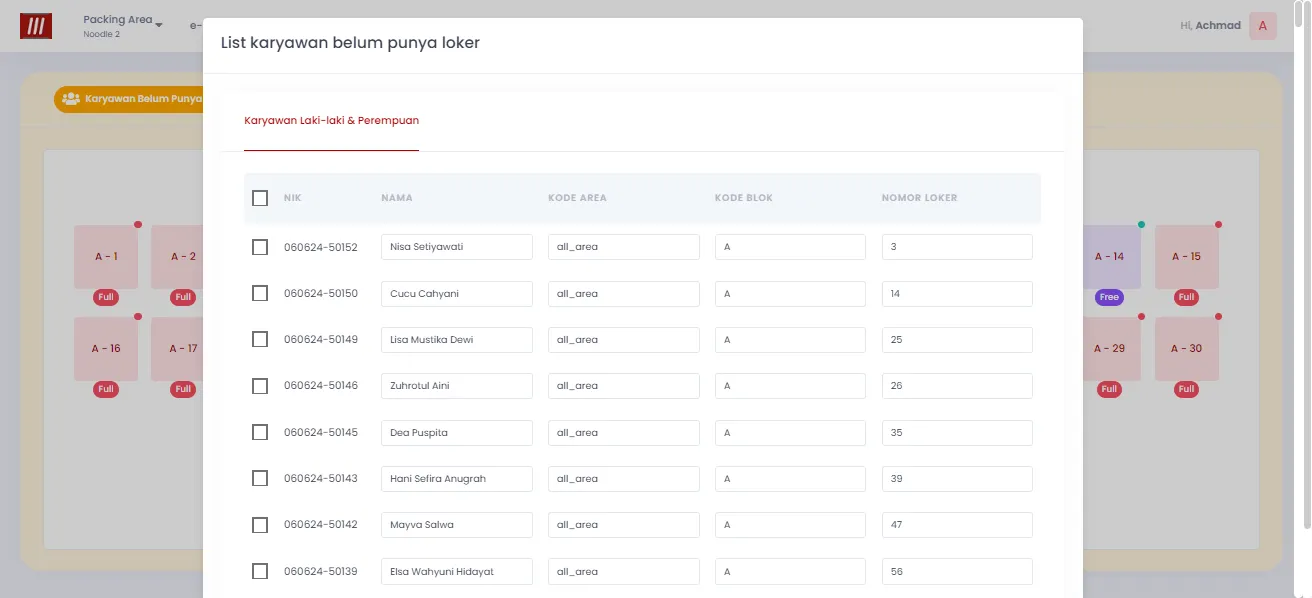 Packing Area
Noodle 2
e-
Hi, Achmad
A
List karyawan belum punya loker
Karyawan Belum Punya
Karyawan Laki-laki & Perempuan
NIK NAMA KODE AREA KODE BLOK NOMOR LOKER
060624-50152 Nisa Setiyawati all_area A 3
060624-50150 Cucu Cahyani all_area A 14
060624-50149 Lisa Mustika Dewi all_area A 25
060624-50146 Zuhrotul Aini all_area A 26
060624-50145 Dea Puspita all_area A 35
060624-50143 Hani Sefira Anugrah all_area A 39
060624-50142 Mayva Salwa all_area A 47
060624-50139 Elsa Wahyuni Hidayat all_area A 56
A - 1 A - 2 A - 14 A - 15
Full Full Free Full
A - 16 A - 17 A - 29 A - 30
Full Full Full Full